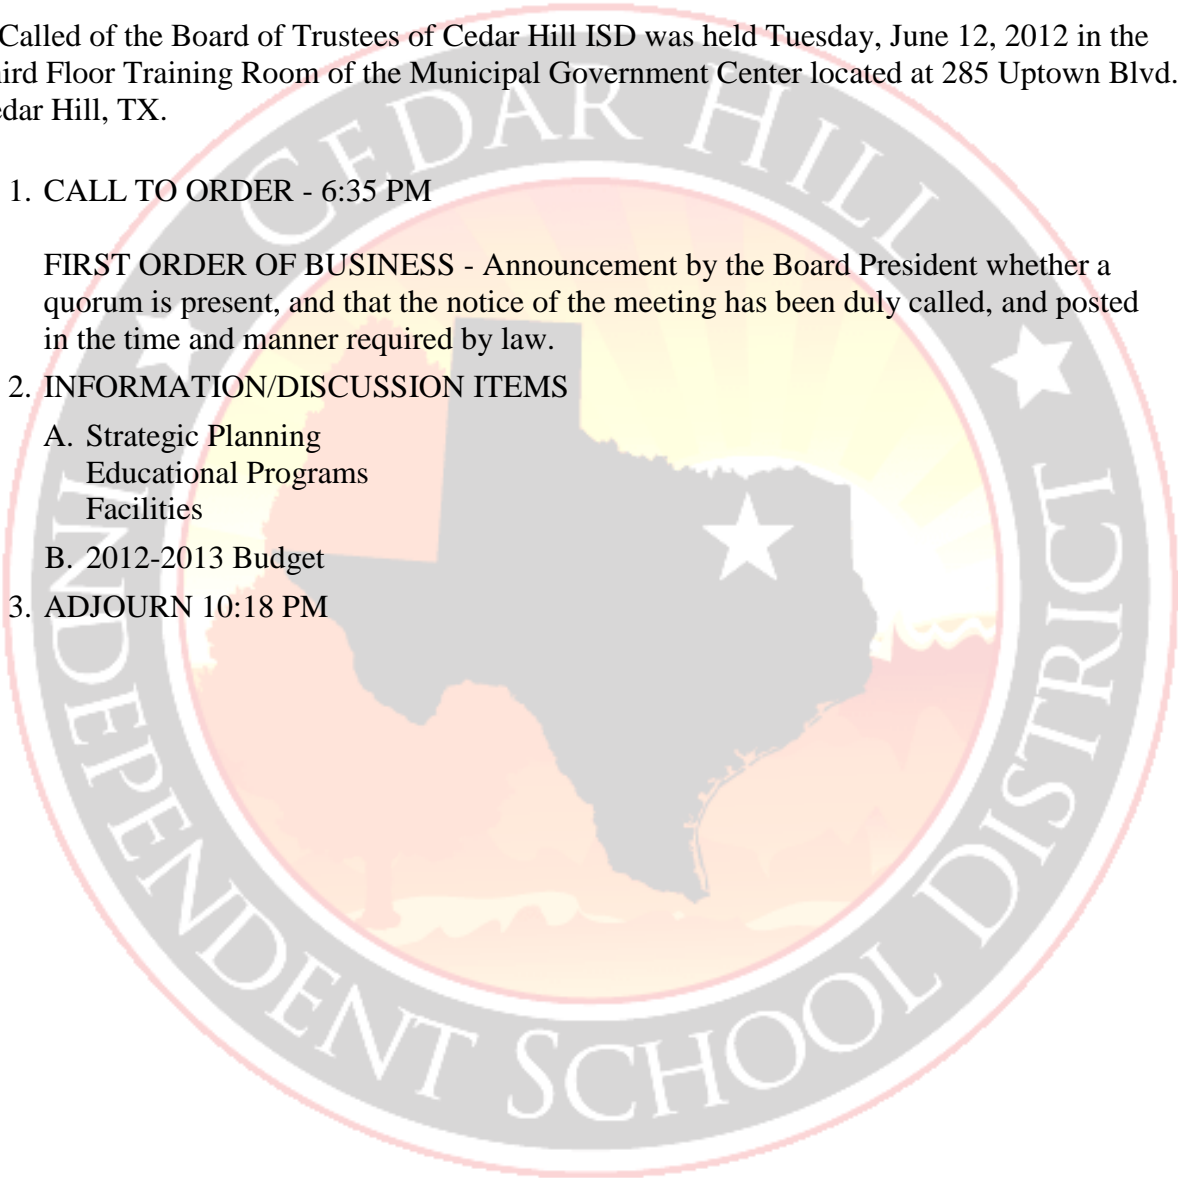 Called of the Board of Trustees of Cedar Hill ISD was held Tuesday, June 12, 2012 in the
ird Floor Training Room of the Municipal Government Center located at 285 Uptown Blvd.
edar Hill, TX.
1. CALL TO ORDER - 6:35 PM
FIRST ORDER OF BUSINESS - Announcement by the Board President whether a
quorum is present, and that the notice of the meeting has been duly called, and posted
in the time and manner required by law.
2. INFORMATION/DISCUSSION ITEMS
A. Strategic Planning
Educational Programs
Facilities
B. 2012-2013 Budget
3. ADJOURN 10:18 PM
CEDAR HILL
INDEPENDENT SCHOOL DISTRICT